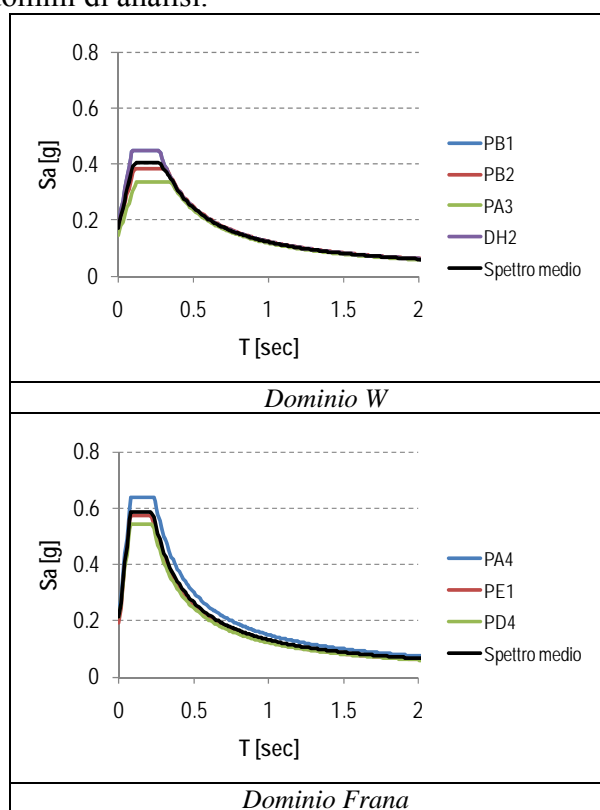 domini di analisi.
0.8
0.6
0.4
0.2
0
Sa [g]
0 0.5 1 1.5 2
T [sec]
PB1
PB2
PA3
DH2
Spettro medio
Dominio W
0.8
0.6
0.4
0.2
0
Sa [g]
0 0.5 1 1.5 2
T [sec]
PA4
PE1
PD4
Spettro medio
Dominio Frana